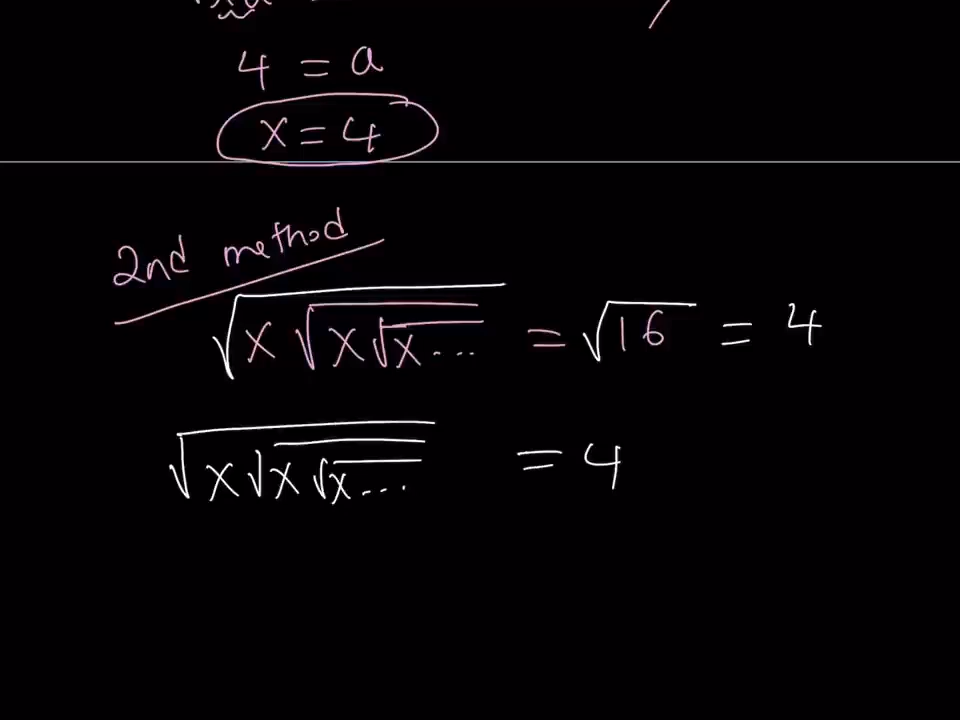 4 = a
x = 4
2nd method
√(x√(x√x...)) = √16 = 4
√(x√(x√x...)) = 4